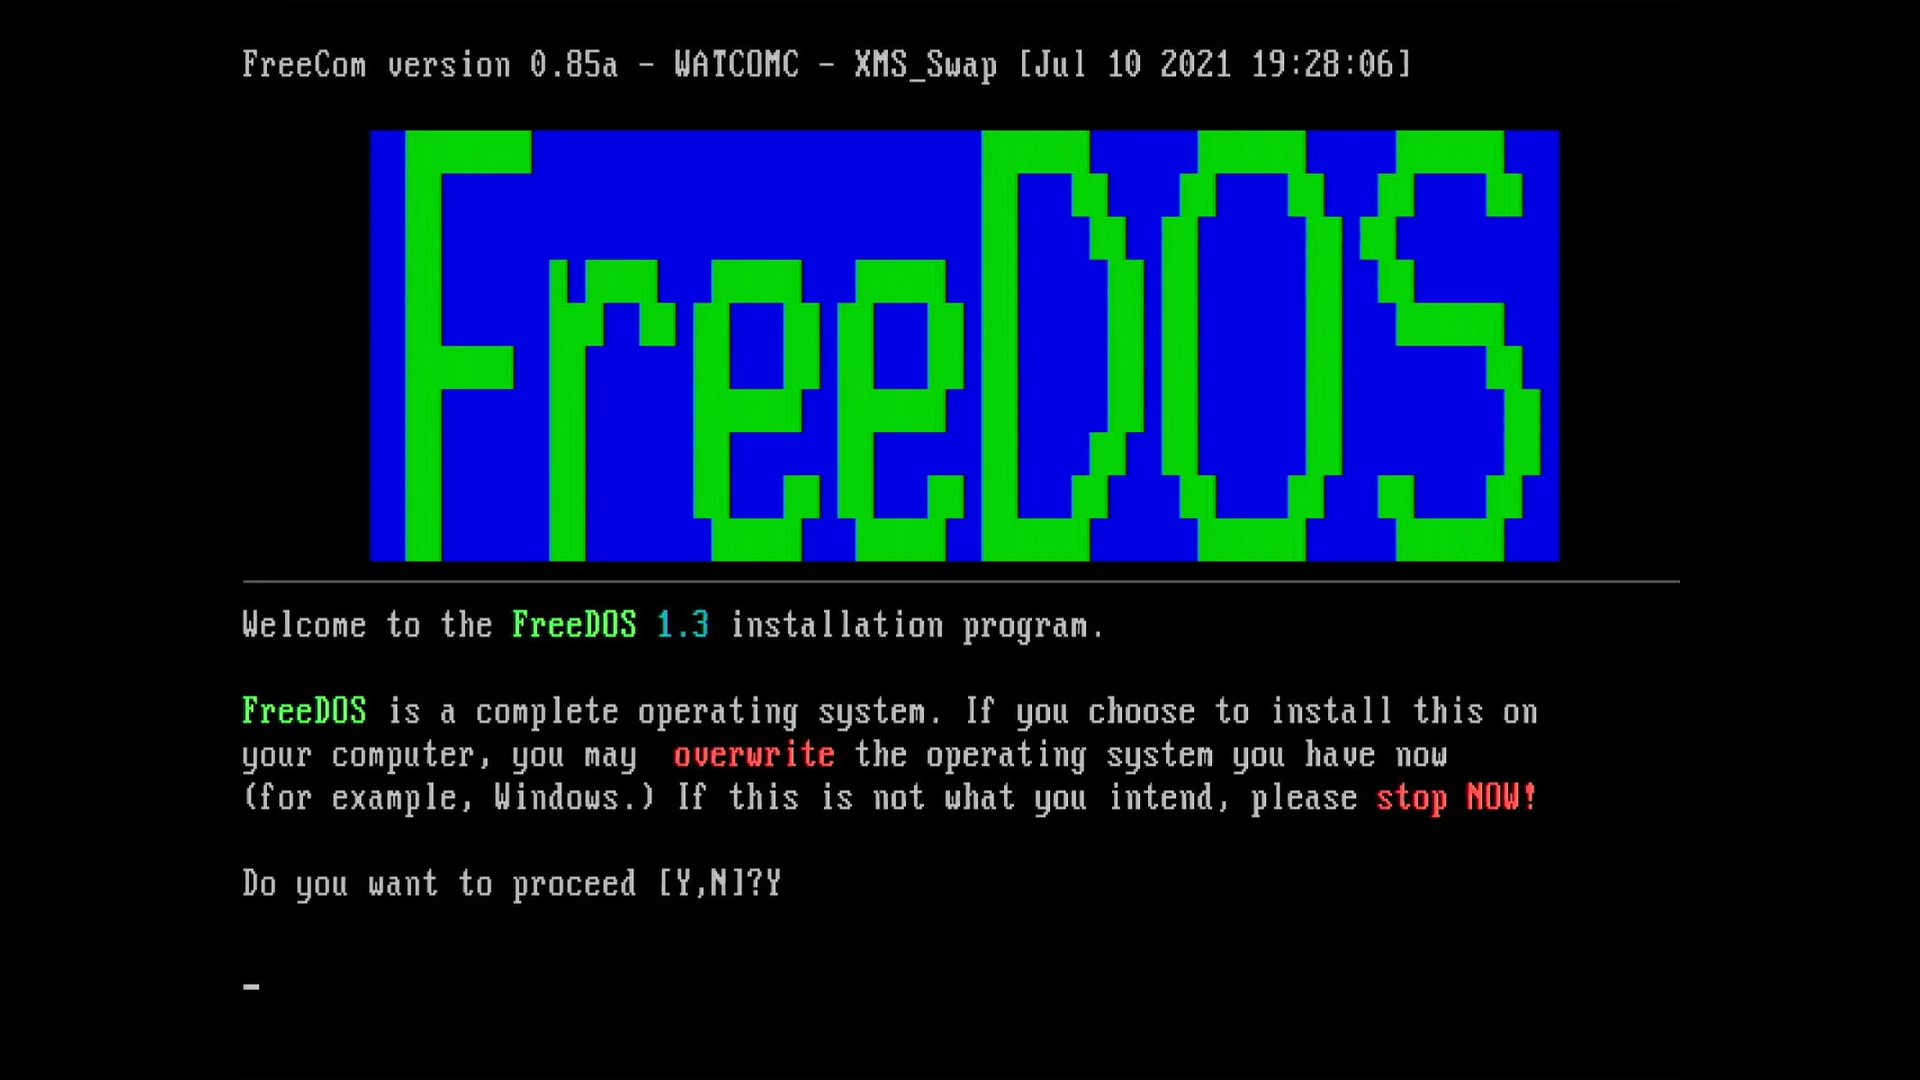 FreeCom version 0.85a - WATCOMC - XMS_Swap [Jul 10 2021 19:28:06]
FreeDOS
Welcome to the FreeDOS 1.3 installation program.
FreeDOS is a complete operating system. If you choose to install this on
your computer, you may  overwrite the operating system you have now
(for example, Windows.) If this is not what you intend, please stop NOW!
Do you want to proceed [Y,N]?Y